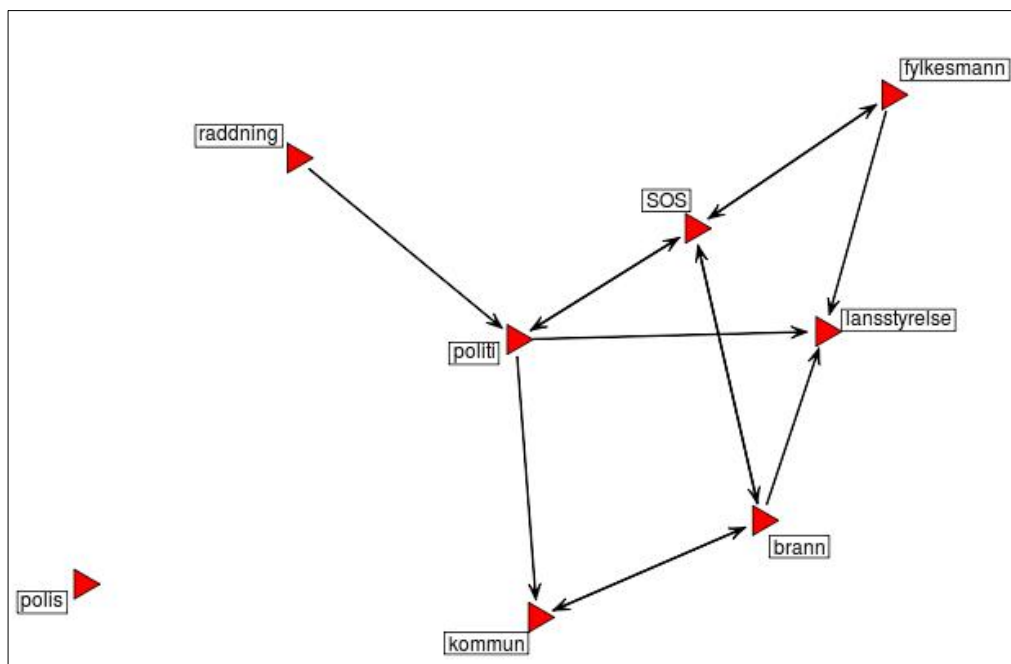 fylkesmann
raddning
SOS
lansstyrelse
politi
brann
polis
kommun